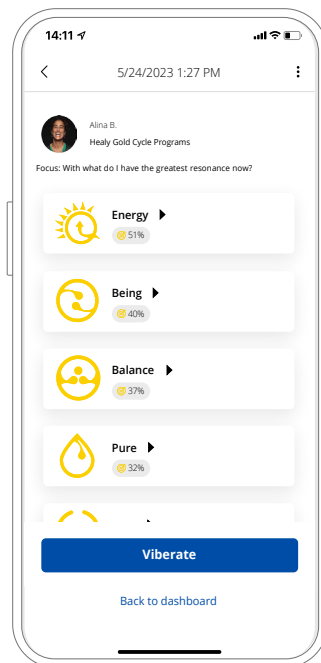 14:11
5/24/2023 1:27 PM
Alina B.
Healy Gold Cycle Programs
Focus: With what do I have the greatest resonance now?
Energy
51%
Being
40%
Balance
37%
Pure
32%
Viberate
Back to dashboard